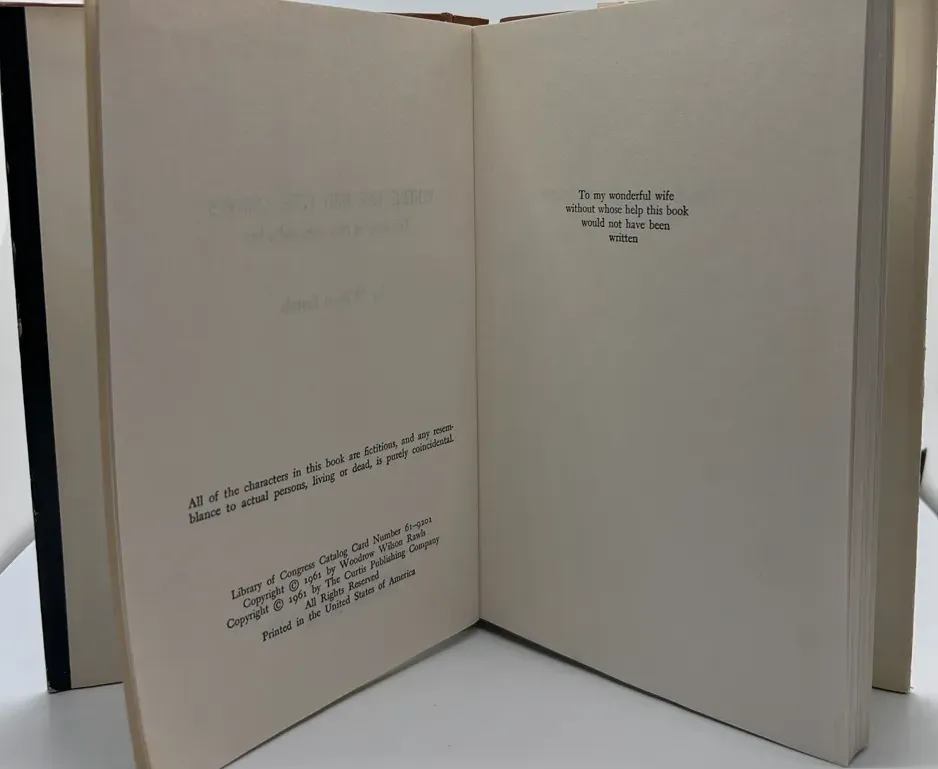 All of the characters in this book are fictitious, and any resem-
blance to actual persons, living or dead, is purely coincidental.
Library of Congress Catalog Card Number 61–9201
Copyright © 1961 by Woodrow Wilson Rawls
Copyright © 1961 by The Curtis Publishing Company
All Rights Reserved
Printed in the United States of America
To my wonderful wife
without whose help this book
would not have been
written